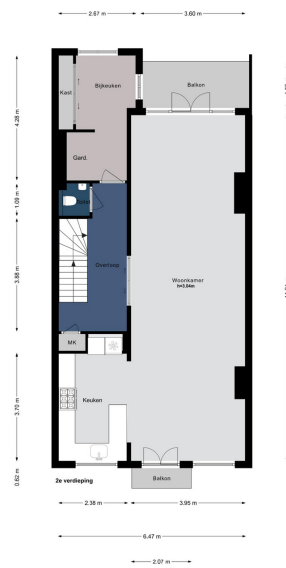 2.67 m
3.60 m
Kast
Bijkeuken
Balkon
4.28 m
Gard.
1.09 m
Toilet
Overloop
3.88 m
Woonkamer
h=3.04m
MK
Keuken
3.70 m
0.62 m
2e verdieping
Balkon
2.38 m
3.95 m
6.47 m
2.07 m